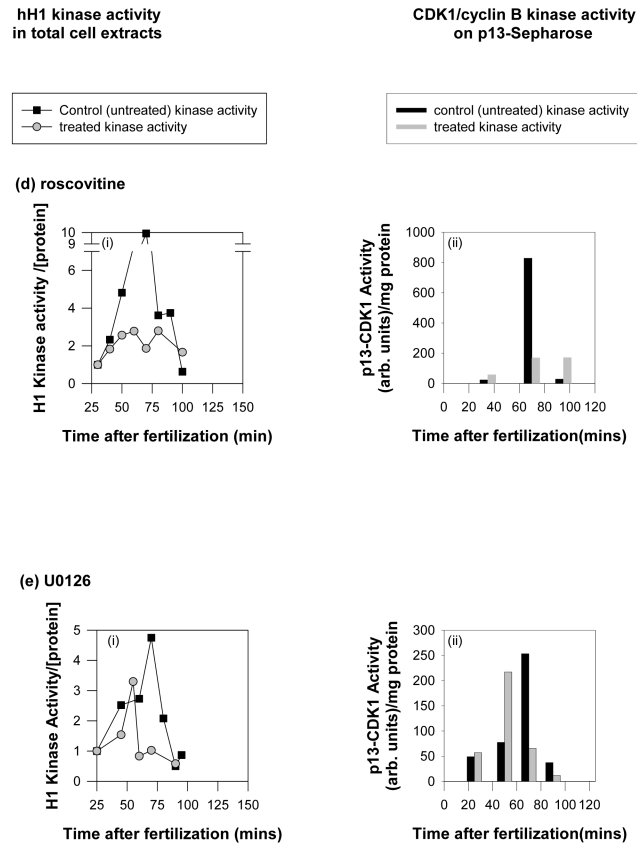 hH1 kinase activity
in total cell extracts
CDK1/cyclin B kinase activity
on p13-Sepharose
Control (untreated) kinase activity
treated kinase activity
control (untreated) kinase activity
treated kinase activity
(d) roscovitine
H1 Kinase activity /[protein]
(i)
10
9
6
4
2
0
25 50 75 100 125 150
Time after fertilization (min)
p13-CDK1 Activity
(arb. units)/mg protein
(ii)
1000
800
600
400
200
0
0 20 40 60 80 100 120
Time after fertilization(mins)
(e) U0126
H1 Kinase Activity/[protein]
(i)
5
4
3
2
1
0
25 50 75 100 125 150
Time after fertilization (mins)
p13-CDK1 Activity
(arb. units)/mg protein
(ii)
300
250
200
150
100
50
0
0 20 40 60 80 100 120
Time after fertilization(mins)